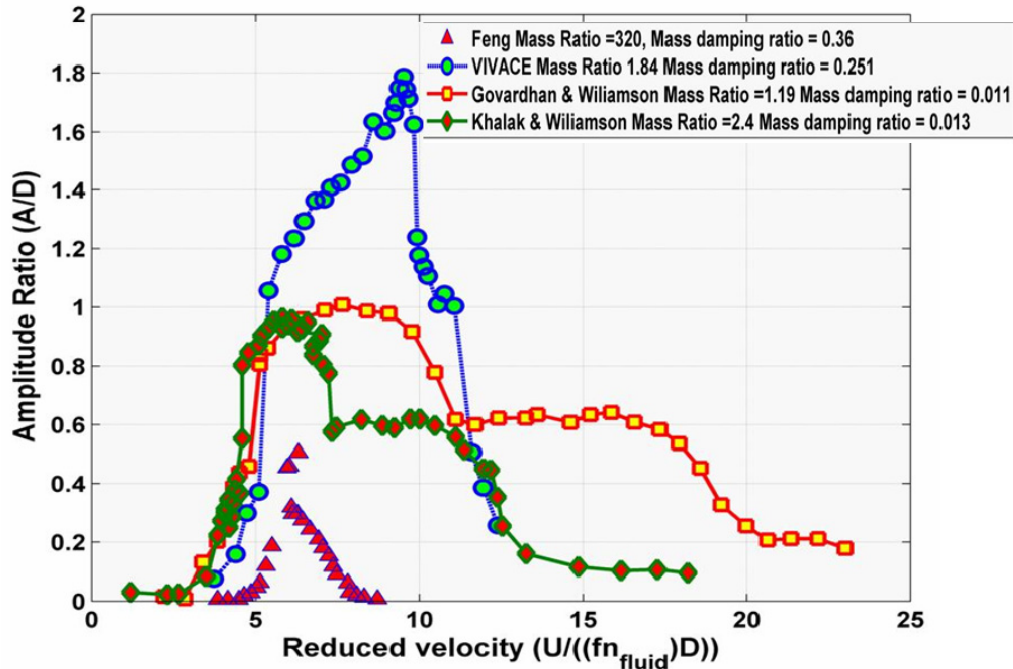 2
1.8
1.6
1.4
1.2
1
0.8
0.6
0.4
0.2
0
Amplitude Ratio (A/D)
Feng Mass Ratio =320, Mass damping ratio = 0.36
VIVACE Mass Ratio 1.84 Mass damping ratio = 0.251
Govardhan & Wiliamson Mass Ratio =1.19 Mass damping ratio = 0.011
Khalak & Wiliamson Mass Ratio =2.4 Mass damping ratio = 0.013
0 5 10 15 20 25
Reduced velocity (U/((fn_fluid)D))